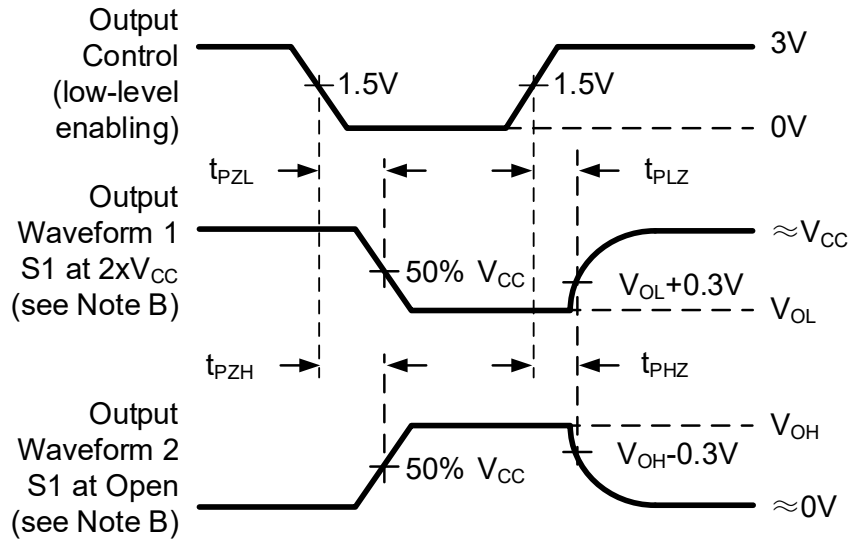 Output
Control
(low-level
enabling)
1.5V
1.5V
3V
0V
tPZL
tPLZ
Output
Waveform 1
S1 at 2xVCC
(see Note B)
50% VCC
VOL+0.3V
≈VCC
VOL
tPZH
tPHZ
Output
Waveform 2
S1 at Open
(see Note B)
50% VCC
VOH-0.3V
VOH
≈0V